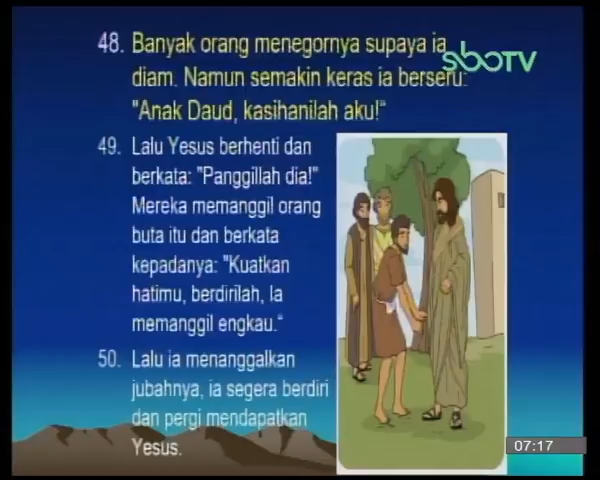 48. Banyak orang menegornya supaya ia
sboTV
diam. Namun semakin keras ia berseru:
"Anak Daud, kasihanilah aku!"
49. Lalu Yesus berhenti dan
berkata: "Panggillah dia!"
Mereka memanggil orang
buta itu dan berkata
kepadanya: "Kuatkan
hatimu, berdirilah, Ia
memanggil engkau."
50. Lalu ia menanggalkan
jubahnya, ia segera berdiri
dan pergi mendapatkan
Yesus.
07:17